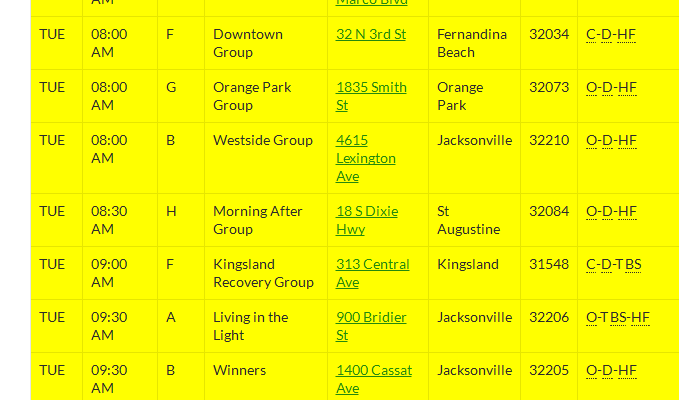 AM Marco Blvd
TUE 08:00 F Downtown 32 N 3rd St Fernandina 32034 C-D-HF
AM Group Beach
TUE 08:00 G Orange Park 1835 Smith Orange 32073 O-D-HF
AM Group St Park
TUE 08:00 B Westside Group 4615 Jacksonville 32210 O-D-HF
AM Lexington
Ave
TUE 08:30 H Morning After 18 S Dixie St 32084 O-D-HF
AM Group Hwy Augustine
TUE 09:00 F Kingsland 313 Central Kingsland 31548 C-D-TBS
AM Recovery Group Ave
TUE 09:30 A Living in the 900 Bridier Jacksonville 32206 O-TBS-HF
AM Light St
TUE 09:30 B Winners 1400 Cassat Jacksonville 32205 O-D-HF
AM Ave